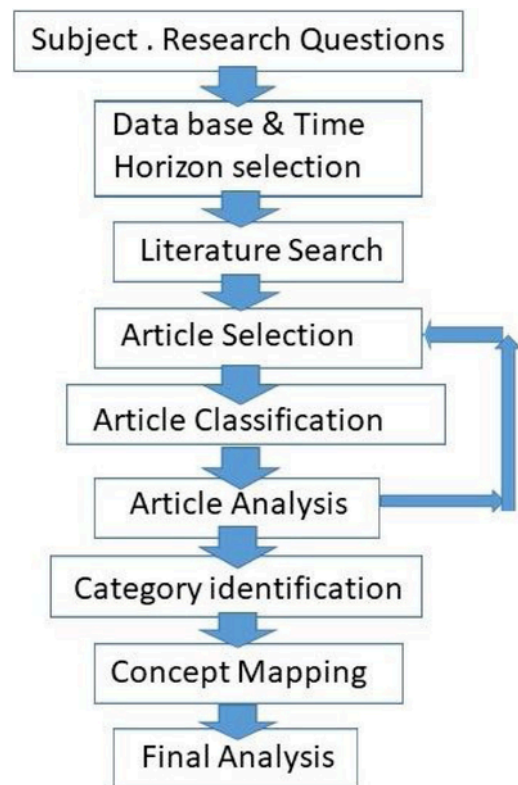 Subject . Research Questions
Data base & Time
Horizon selection
Literature Search
Article Selection
Article Classification
Article Analysis
Category identification
Concept Mapping
Final Analysis